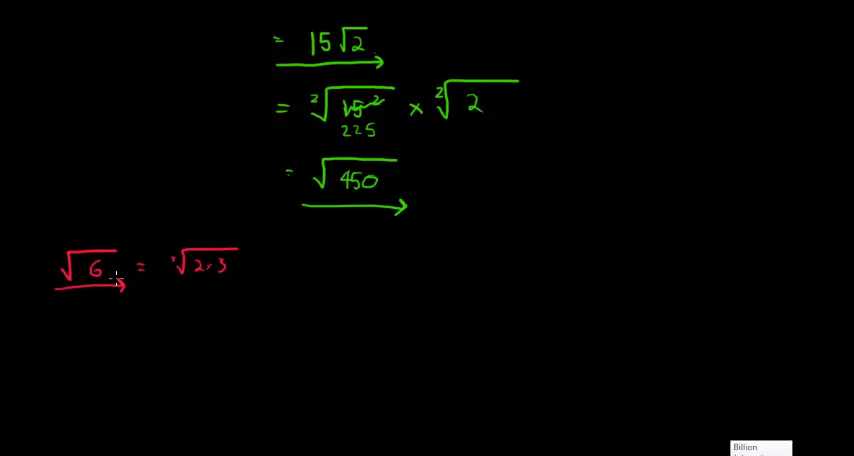 = 15√2
= ²√15² × ²√2
225
= √450
√6 = ²√2×3
Billion